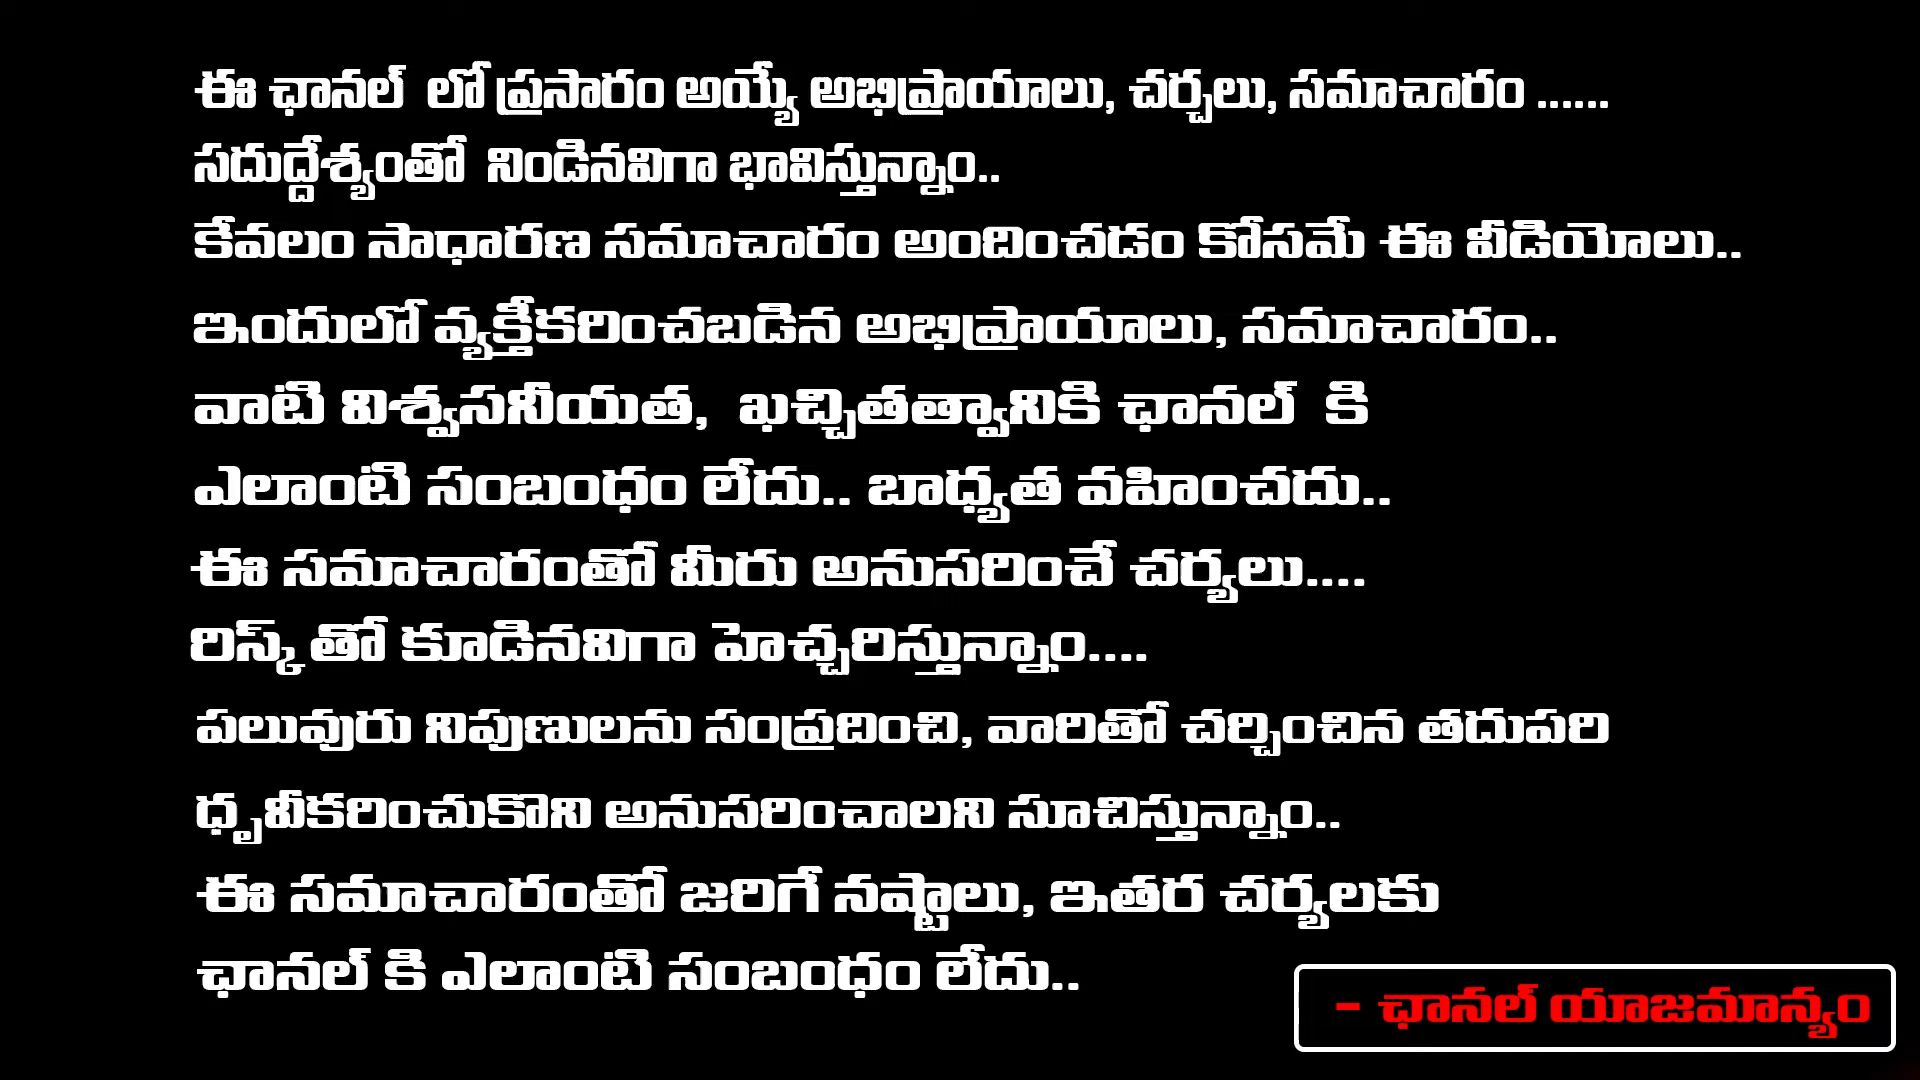 ఈ ఛానల్ లో ప్రసారం అయ్యే అభిప్రాయాలు, చర్చలు, సమాచారం ......
సదుద్దేశ్యంతో నిండినవిగా భావిస్తున్నాం..
కేవలం సాధారణ సమాచారం అందించడం కోసమే ఈ వీడియోలు..
ఇందులో వ్యక్తీకరించబడిన అభిప్రాయాలు, సమాచారం..
వాటి విశ్వసనీయత, ఖచ్చితత్వానికి ఛానల్ కి
ఎలాంటి సంబంధం లేదు.. బాధ్యత వహించదు..
ఈ సమాచారంతో మీరు అనుసరించే చర్యలు....
రిస్క్ తో కూడినవిగా హెచ్చరిస్తున్నాం....
పలువురు నిపుణులను సంప్రదించి, వారితో చర్చించిన తదుపరి
ధృవీకరించుకొని అనుసరించాలని సూచిస్తున్నాం..
ఈ సమాచారంతో జరిగే నష్టాలు, ఇతర చర్యలకు
ఛానల్ కి ఎలాంటి సంబంధం లేదు..
- ఛానల్ యాజమాన్యం